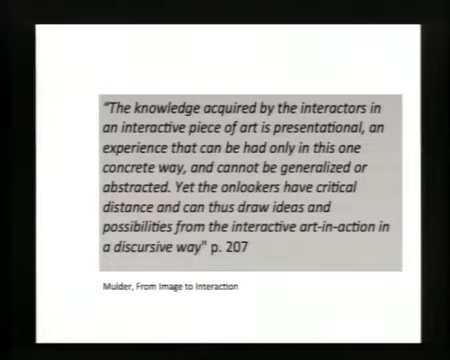 “The knowledge acquired by the interactors in
an interactive piece of art is presentational, an
experience that can be had only in this one
concrete way, and cannot be generalized or
abstracted. Yet the onlookers have critical
distance and can thus draw ideas and
possibilities from the interactive art-in-action in
a discursive way" p. 207
Mulder, From Image to Interaction